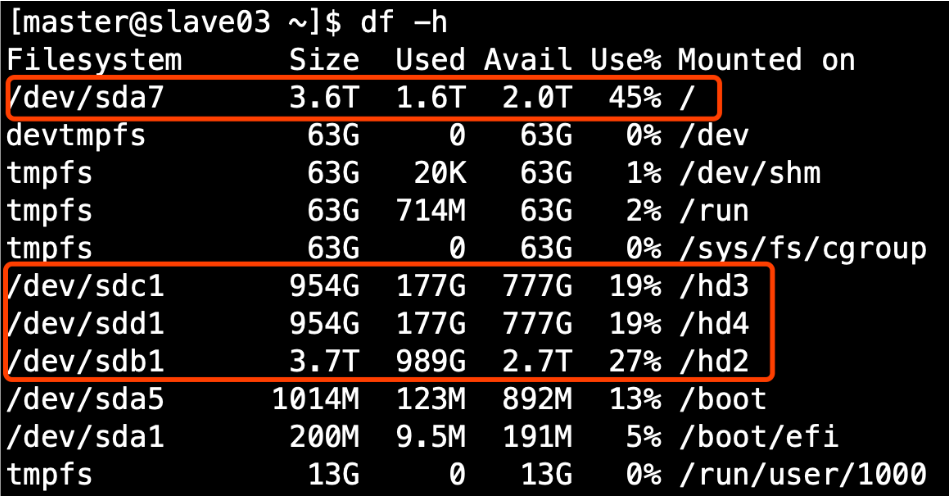 [master@slave03 ~]$ df -h
Filesystem      Size  Used Avail Use% Mounted on
/dev/sda7       3.6T  1.6T  2.0T  45% /
devtmpfs         63G     0   63G   0% /dev
tmpfs            63G   20K   63G   1% /dev/shm
tmpfs            63G  714M   63G   2% /run
tmpfs            63G     0   63G   0% /sys/fs/cgroup
/dev/sdc1       954G  177G  777G  19% /hd3
/dev/sdd1       954G  177G  777G  19% /hd4
/dev/sdb1       3.7T  989G  2.7T  27% /hd2
/dev/sda5      1014M  123M  892M  13% /boot
/dev/sda1       200M  9.5M  191M   5% /boot/efi
tmpfs            13G     0   13G   0% /run/user/1000